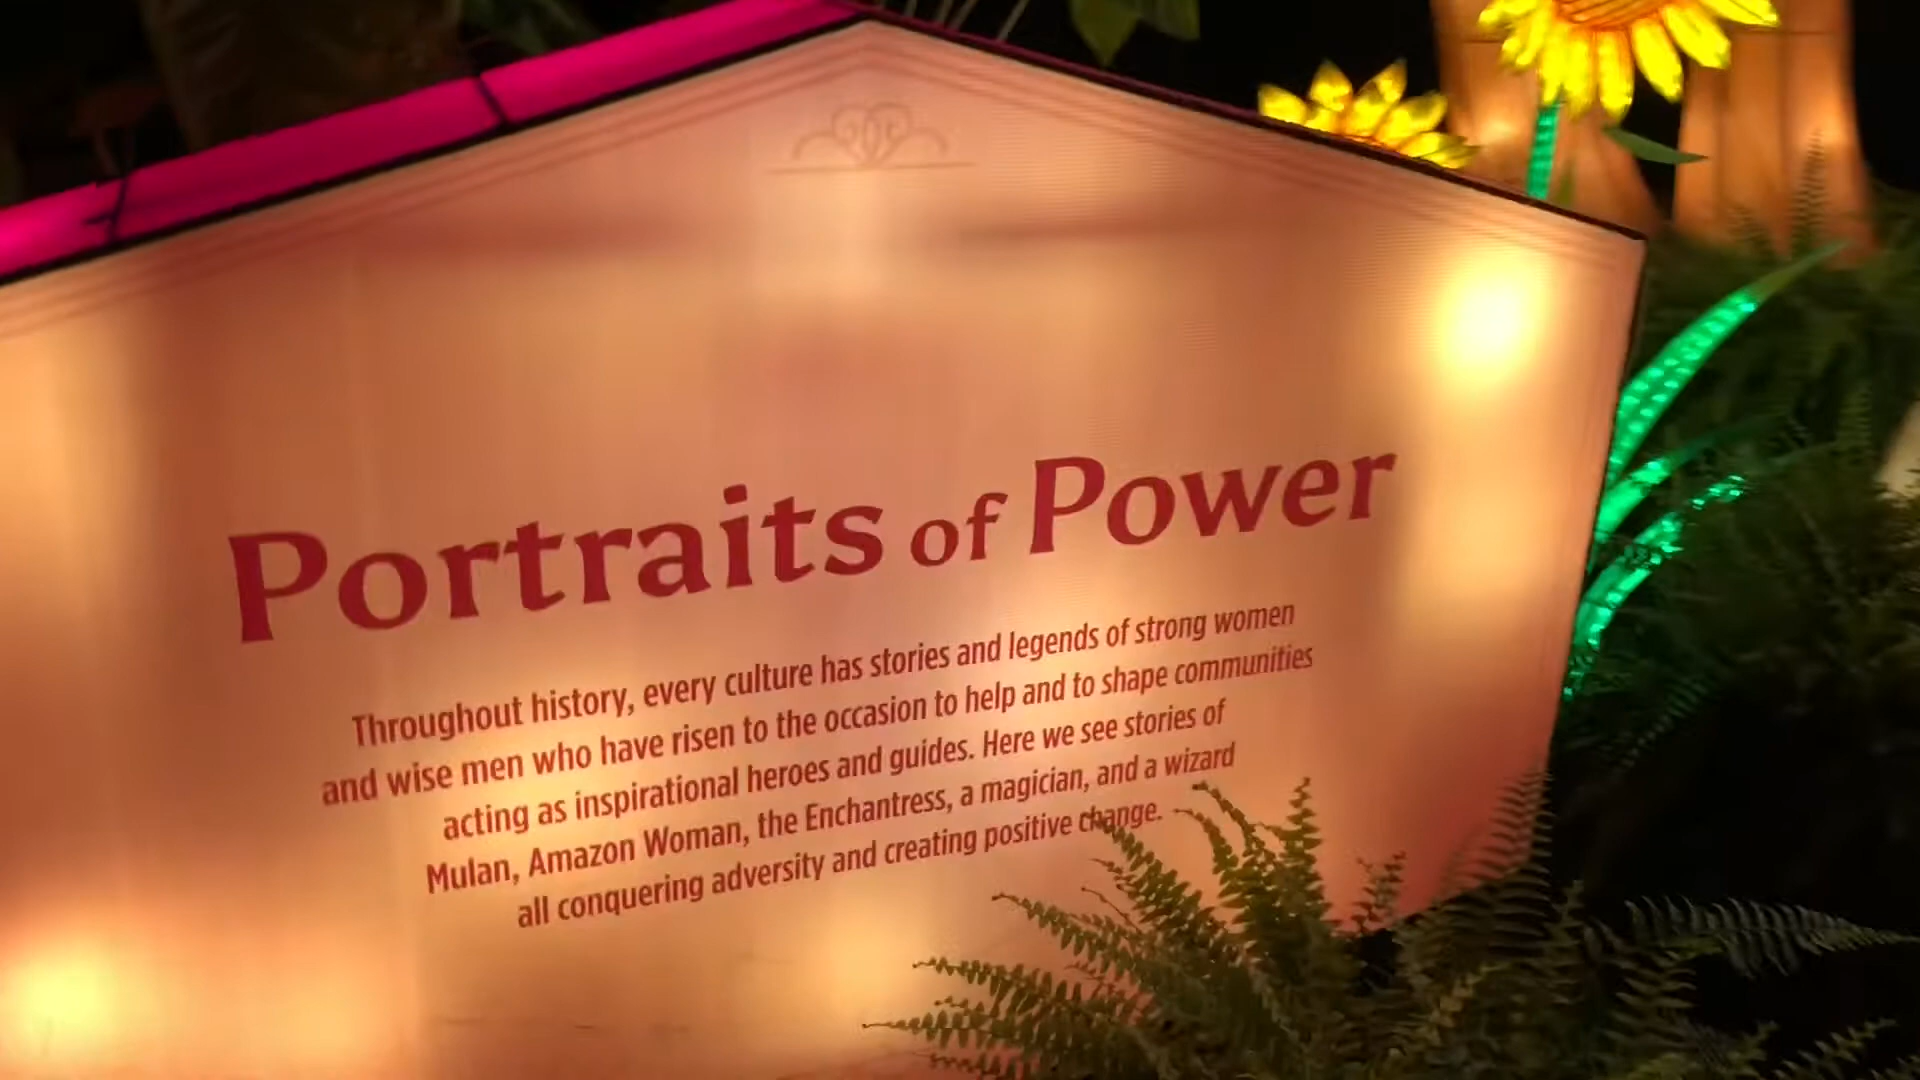 Portraits of Power
Throughout history, every culture has stories and legends of strong women
and wise men who have risen to the occasion to help and to shape communities
acting as inspirational heroes and guides. Here we see stories of
Mulan, Amazon Woman, the Enchantress, a magician, and a wizard
all conquering adversity and creating positive change.